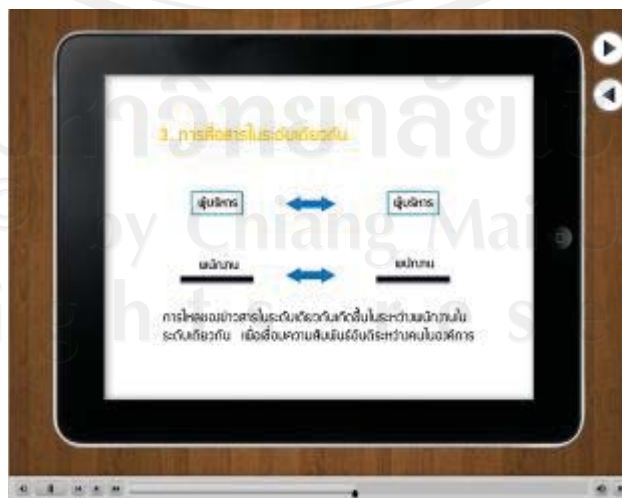 3. การสื่อสารในระดับเดียวกัน
ผู้บริหาร ผู้บริหาร
พนักงาน พนักงาน
การไหลของข่าวสารในระดับเดียวกันเกิดขึ้นในระหว่างพนักงานใน
ระดับเดียวกัน เพื่อเชื่อมความสัมพันธ์อันดีระหว่างคนในองค์การ
by Chiang Mai